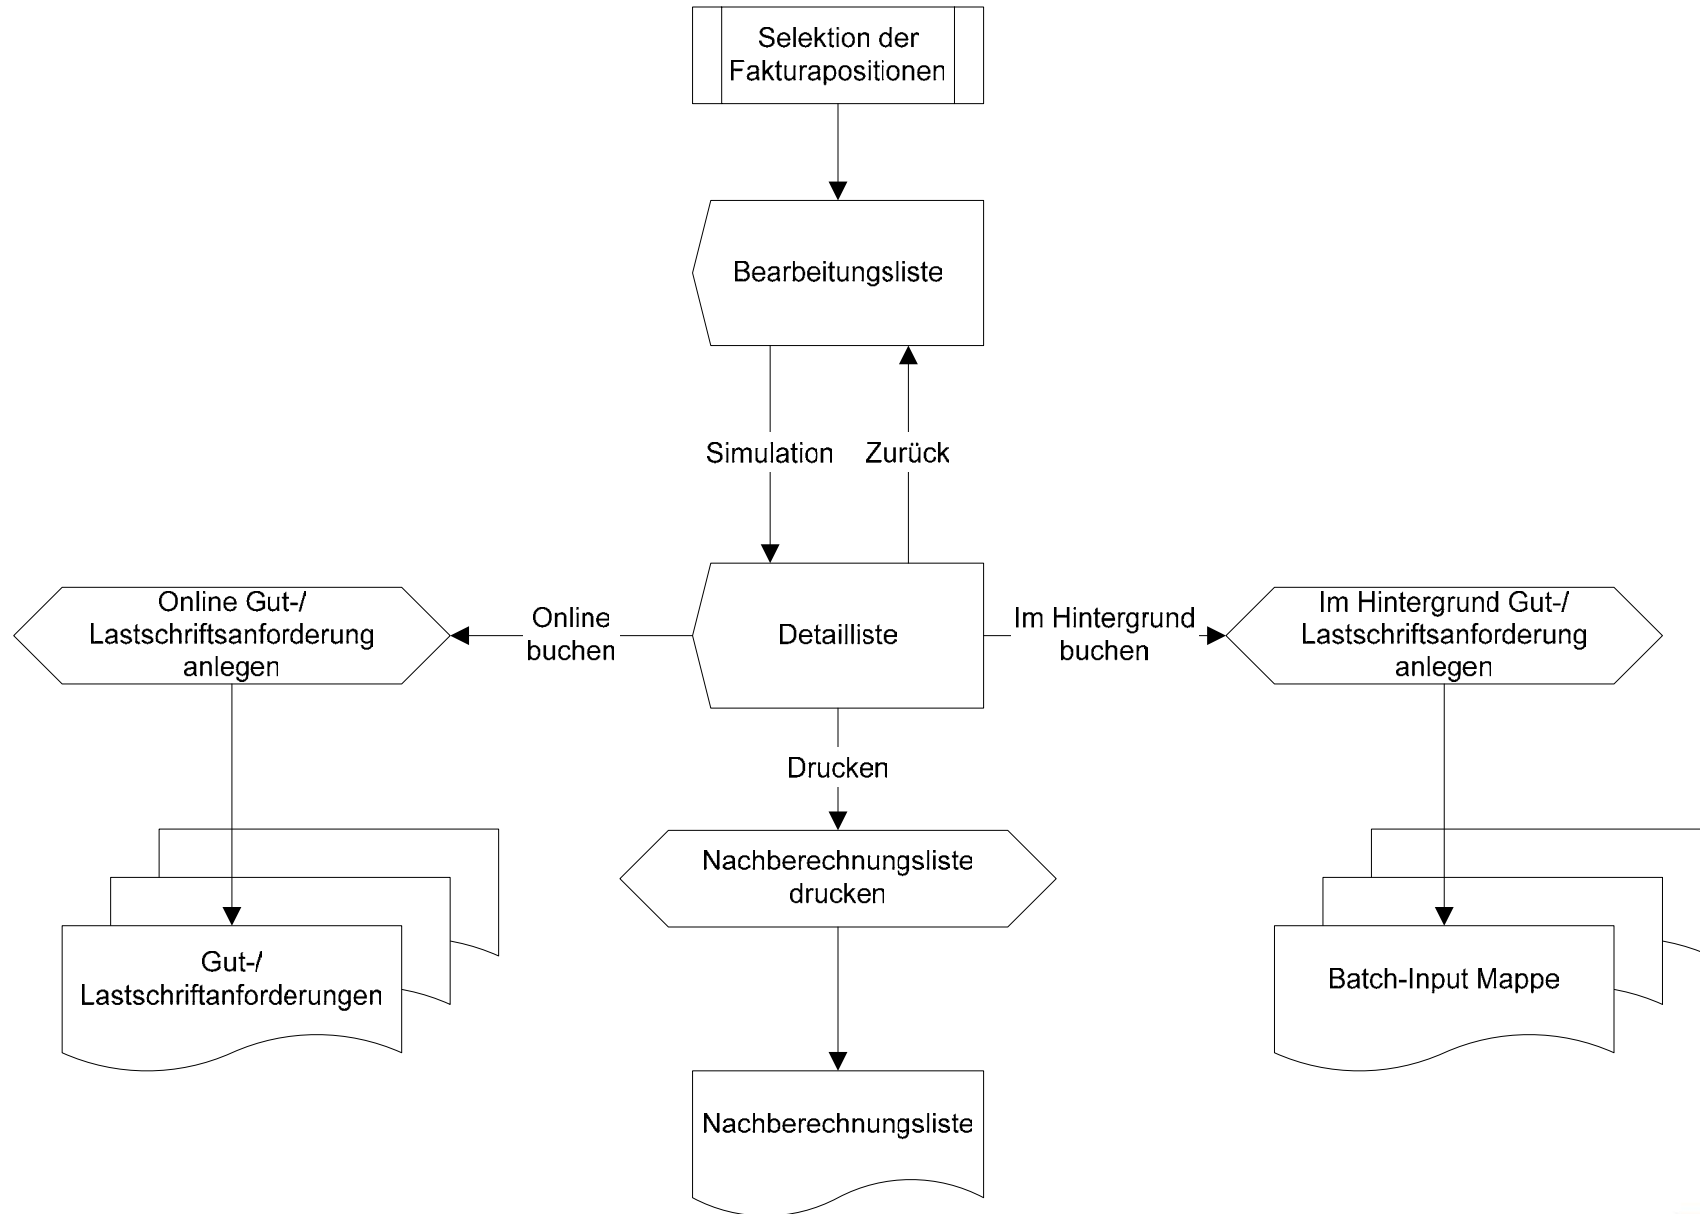 Selektion der
Fakturapositionen
Bearbeitungsliste
Simulation
Zurück
Online Gut-/
Lastschriftsanforderung
anlegen
Online
buchen
Detailliste
Im Hintergrund
buchen
Im Hintergrund Gut-/
Lastschriftsanforderung
anlegen
Drucken
Nachberechnungsliste
drucken
Gut-/
Lastschriftanforderungen
Batch-Input Mappe
Nachberechnungsliste